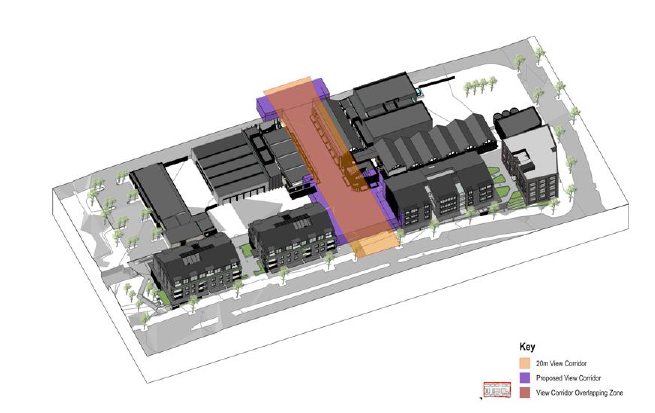 Key
20m View Corridor
Proposed View Corridor
View Corridor Overlapping Zone